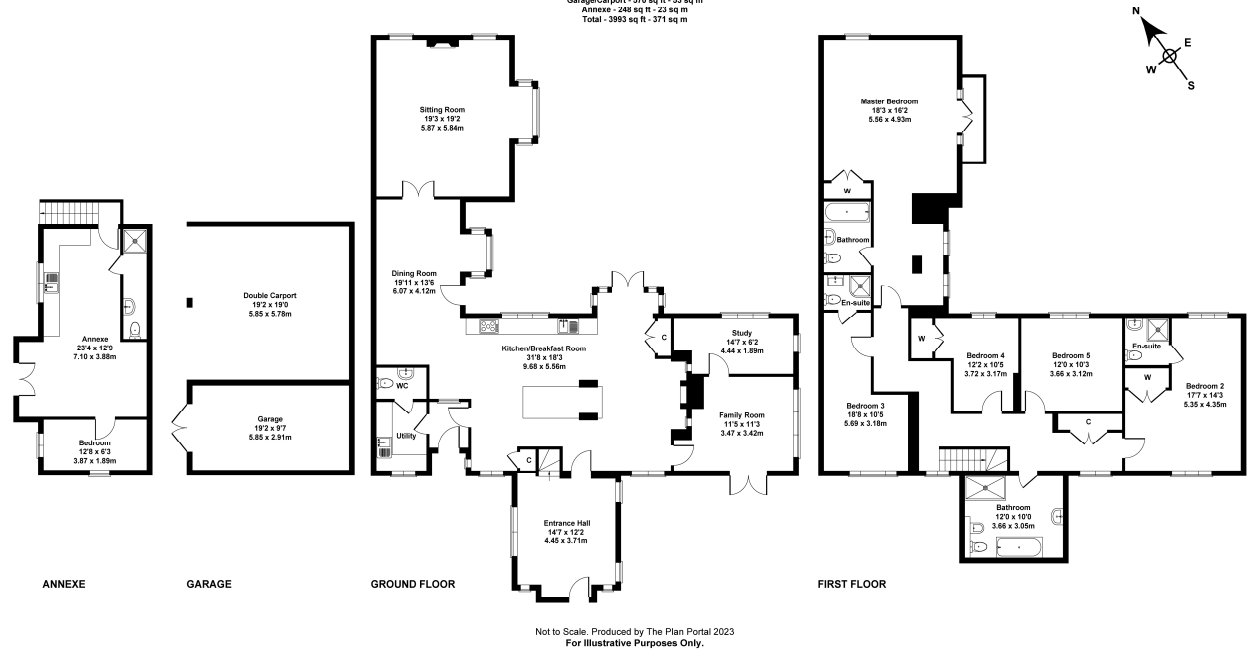 Garage/Carport - 570 sq ft - 53 sq m
Annexe - 248 sq ft - 23 sq m
Total - 3993 sq ft - 371 sq m
N
E
W
S
Sitting Room
19'3 x 19'2
5.87 x 5.84m
Master Bedroom
18'3 x 16'2
5.56 x 4.93m
W
Bathroom
En-suite
Dining Room
19'11 x 13'6
6.07 x 4.12m
Double Carport
19'2 x 19'0
5.85 x 5.78m
Annexe
23'4 x 12'9
7.10 x 3.88m
Bedroom
12'8 x 6'3
3.87 x 1.89m
Garage
19'2 x 9'7
5.85 x 2.91m
Kitchen/Breakfast Room
31'8 x 18'3
9.68 x 5.56m
C
Study
14'7 x 6'2
4.44 x 1.89m
WC
Utility
Family Room
11'5 x 11'3
3.47 x 3.42m
C
Entrance Hall
14'7 x 12'2
4.45 x 3.71m
W
Bedroom 4
12'2 x 10'5
3.72 x 3.17m
Bedroom 5
12'0 x 10'3
3.66 x 3.12m
En-suite
W
Bedroom 2
17'7 x 14'3
5.35 x 4.35m
Bedroom 3
18'8 x 10'5
5.69 x 3.18m
C
Bathroom
12'0 x 10'0
3.66 x 3.05m
ANNEXE
GARAGE
GROUND FLOOR
FIRST FLOOR
Not to Scale. Produced by The Plan Portal 2023
For Illustrative Purposes Only.